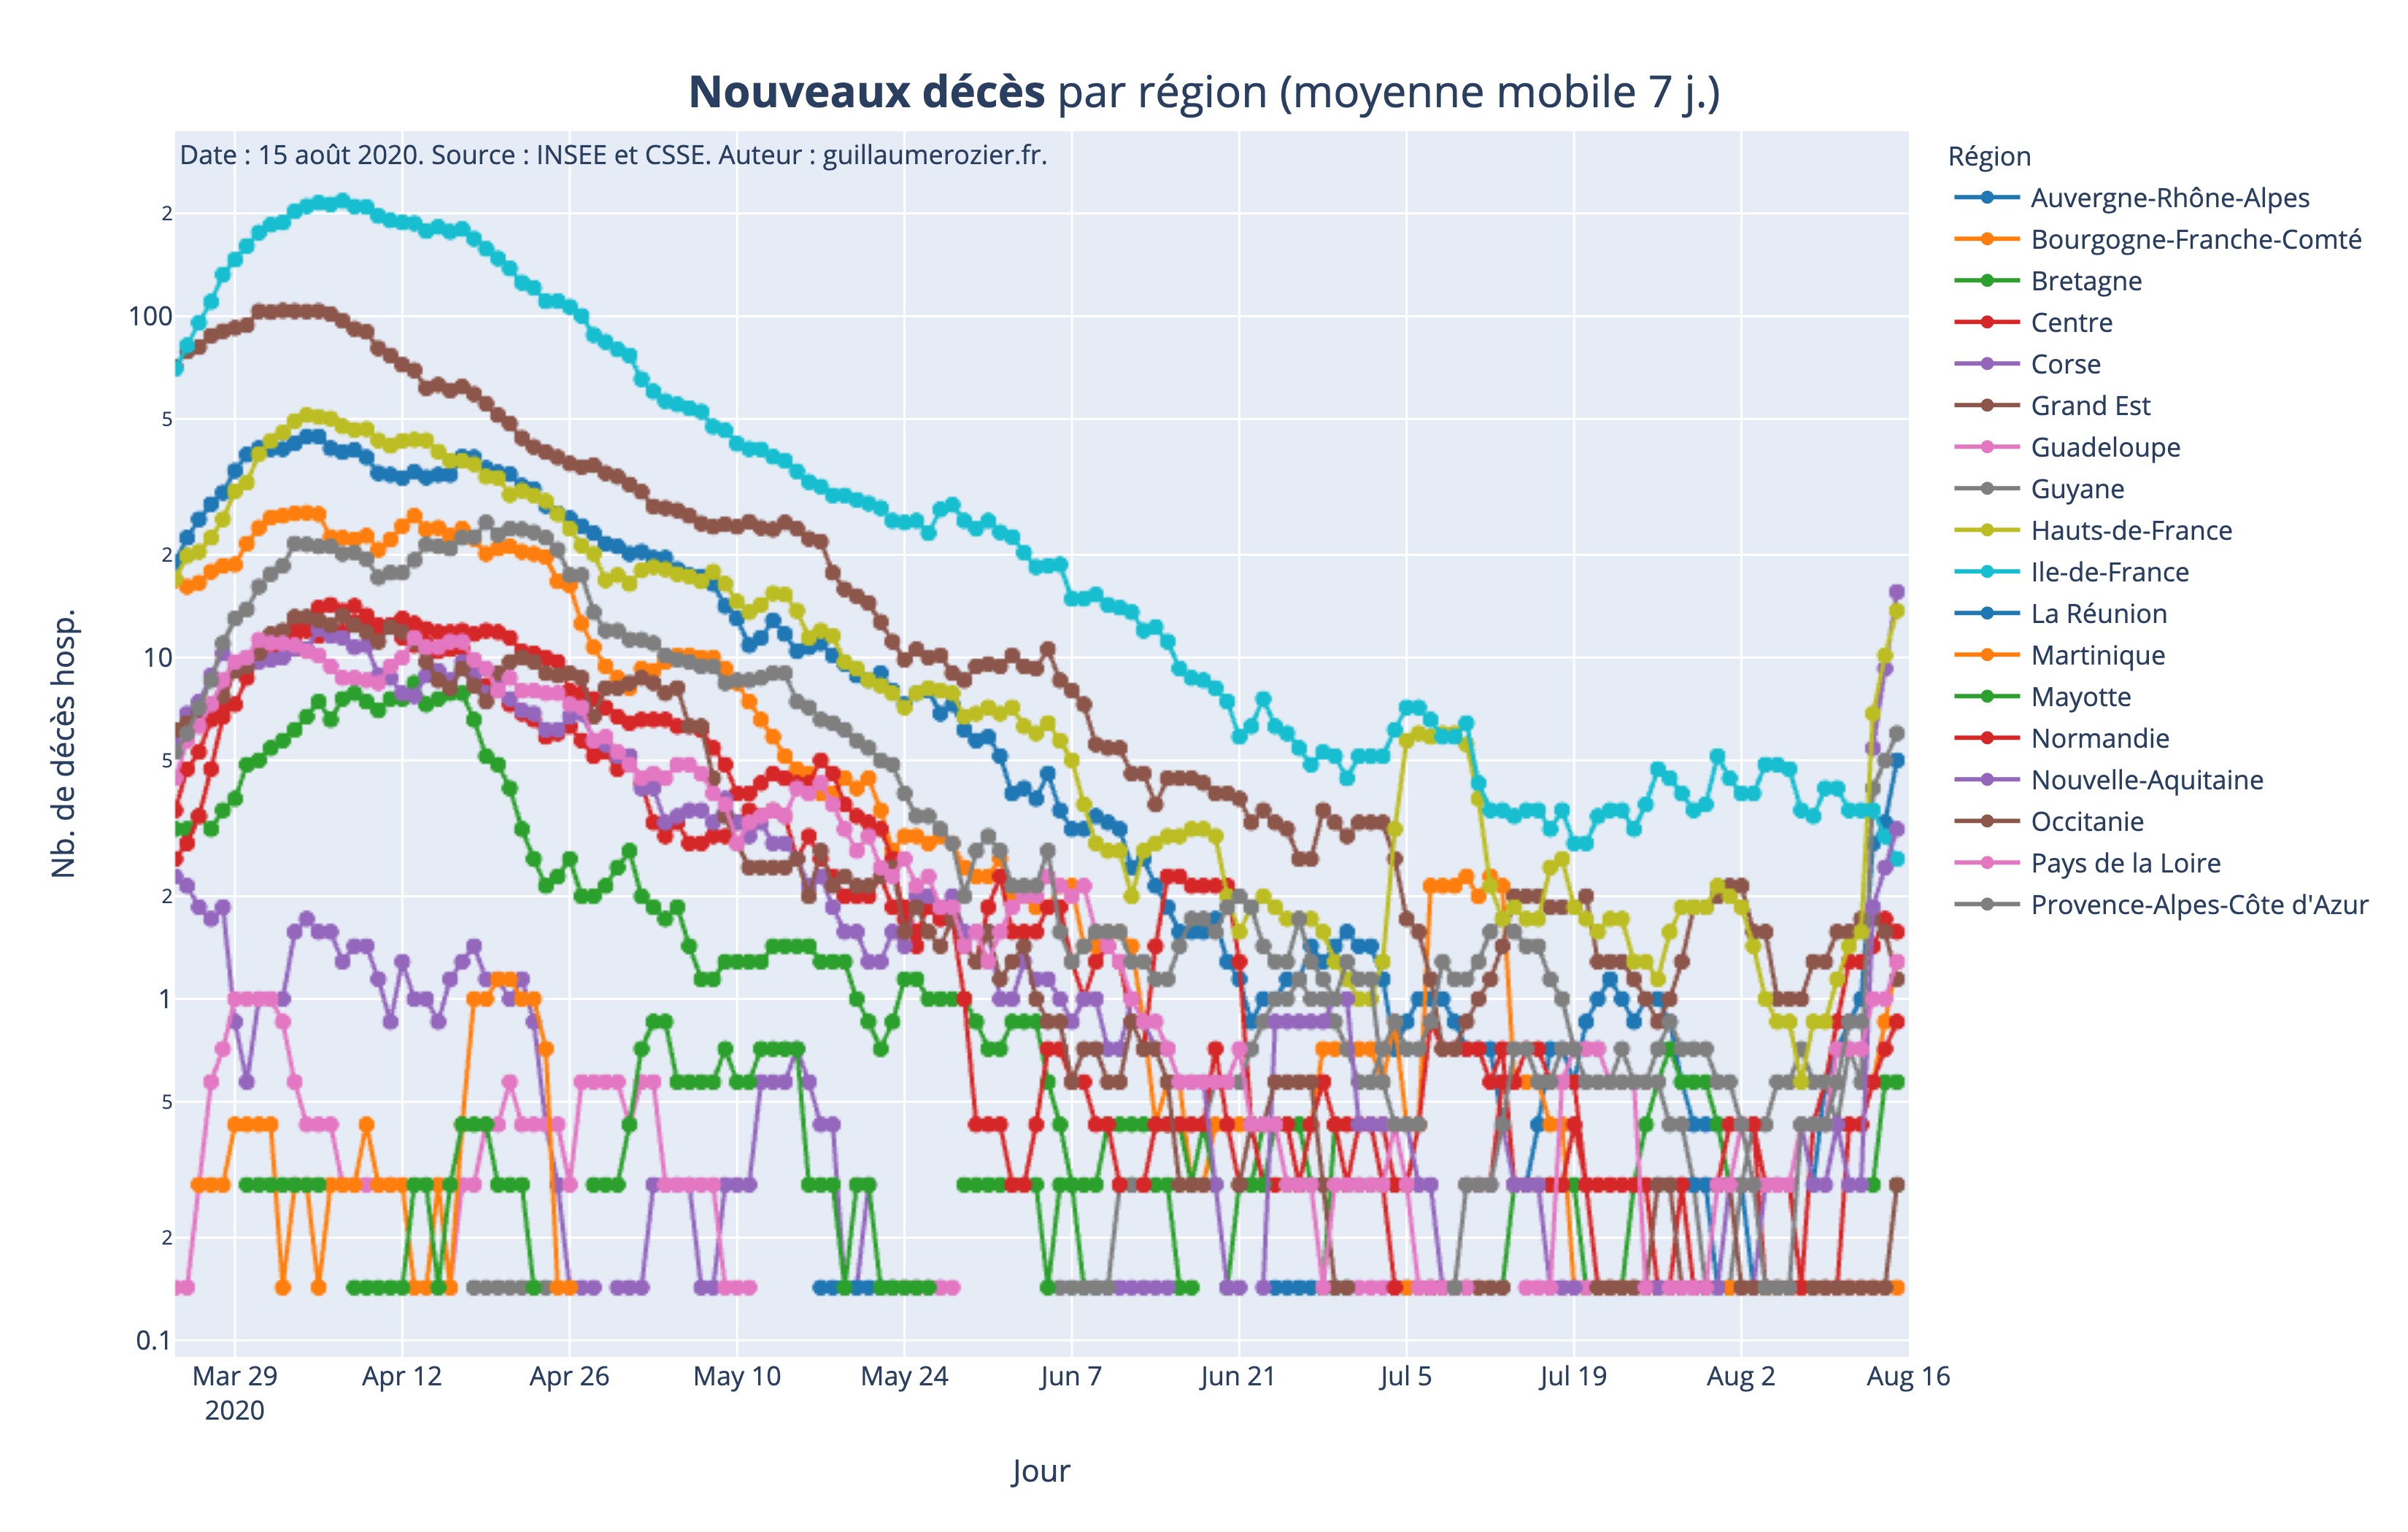 Nouveaux décès par région (moyenne mobile 7 j.)
Date : 15 août 2020. Source : INSEE et CSSE. Auteur : guillaumerozier.fr.
Nb. de décès hosp.
2
100
5
2
10
5
2
1
5
2
0.1
Mar 29
2020
Apr 12
Apr 26
May 10
May 24
Jun 7
Jun 21
Jul 5
Jul 19
Aug 2
Aug 16
Jour
Région
Auvergne-Rhône-Alpes
Bourgogne-Franche-Comté
Bretagne
Centre
Corse
Grand Est
Guadeloupe
Guyane
Hauts-de-France
Ile-de-France
La Réunion
Martinique
Mayotte
Normandie
Nouvelle-Aquitaine
Occitanie
Pays de la Loire
Provence-Alpes-Côte d'Azur